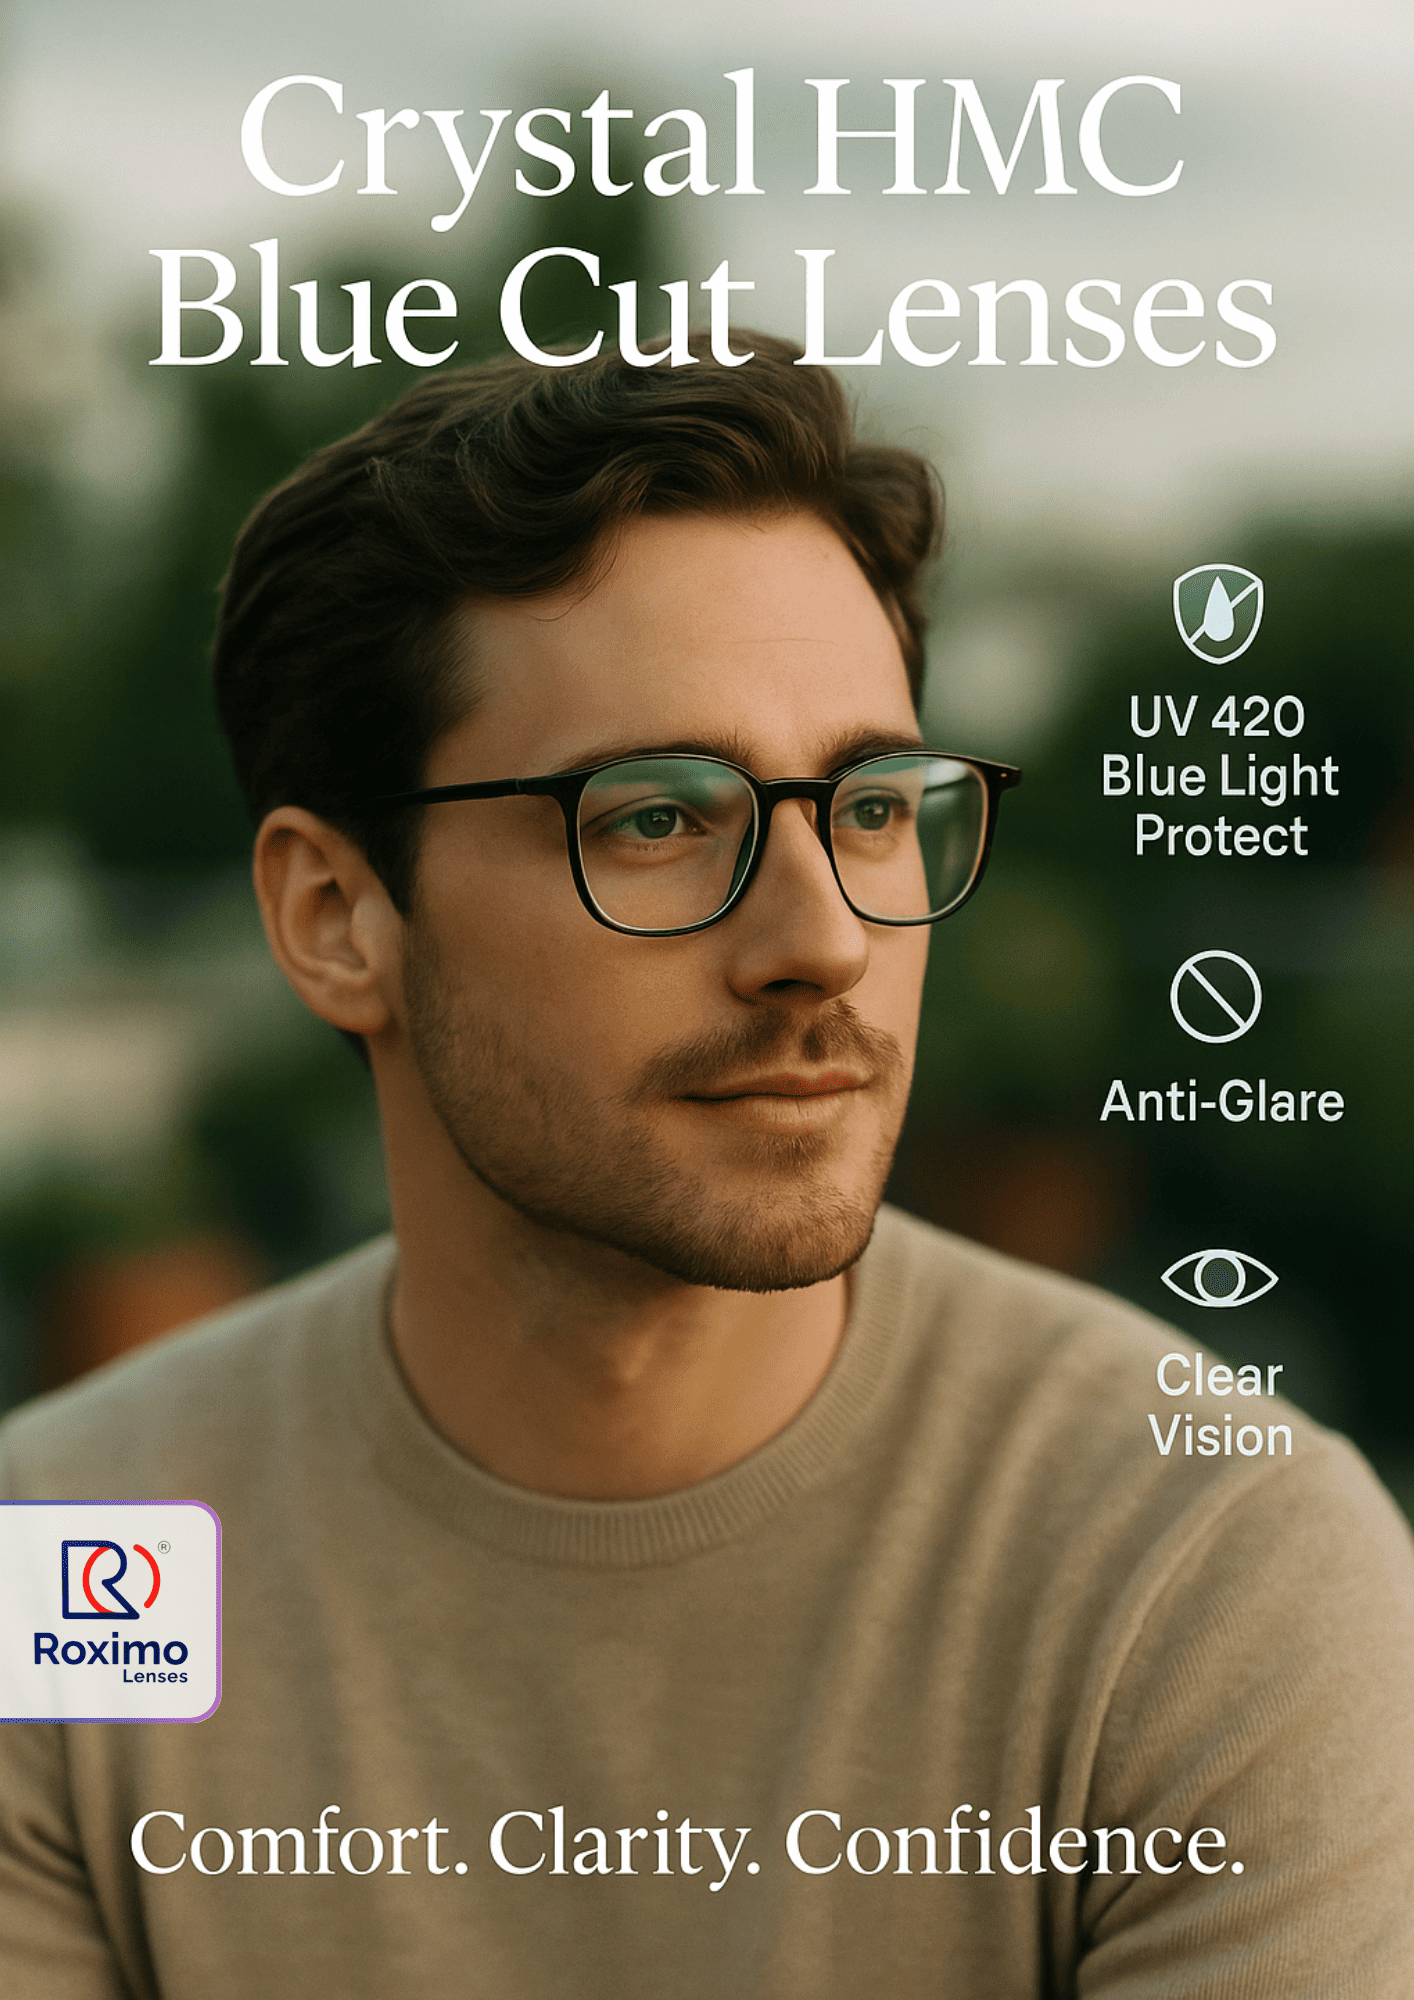 Crystal HMC
Blue Cut Lenses
UV 420
Blue Light
Protect
Anti-Glare
Clear
Vision
R ®
Roximo
Lenses
Comfort. Clarity. Confidence.